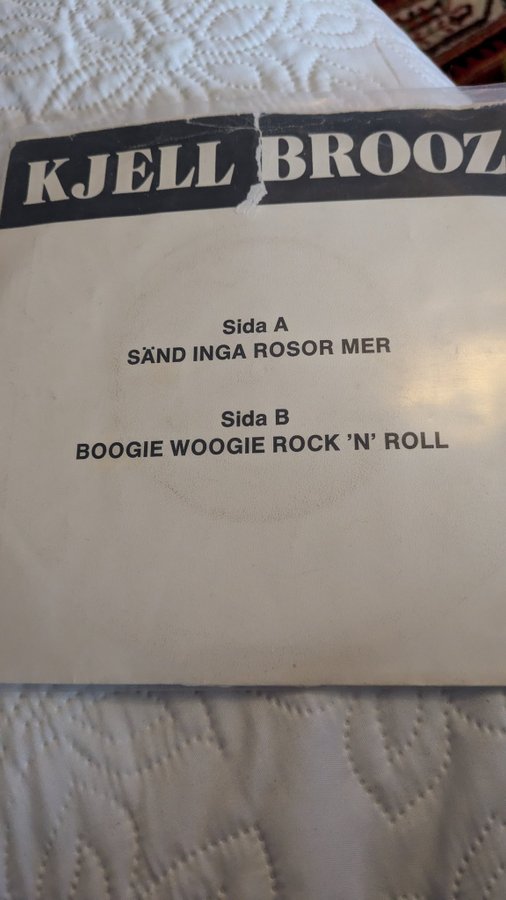 KJELL BROOZ
Sida A
SÄND INGA ROSOR MER
Sida B
BOOGIE WOOGIE ROCK 'N' ROLL